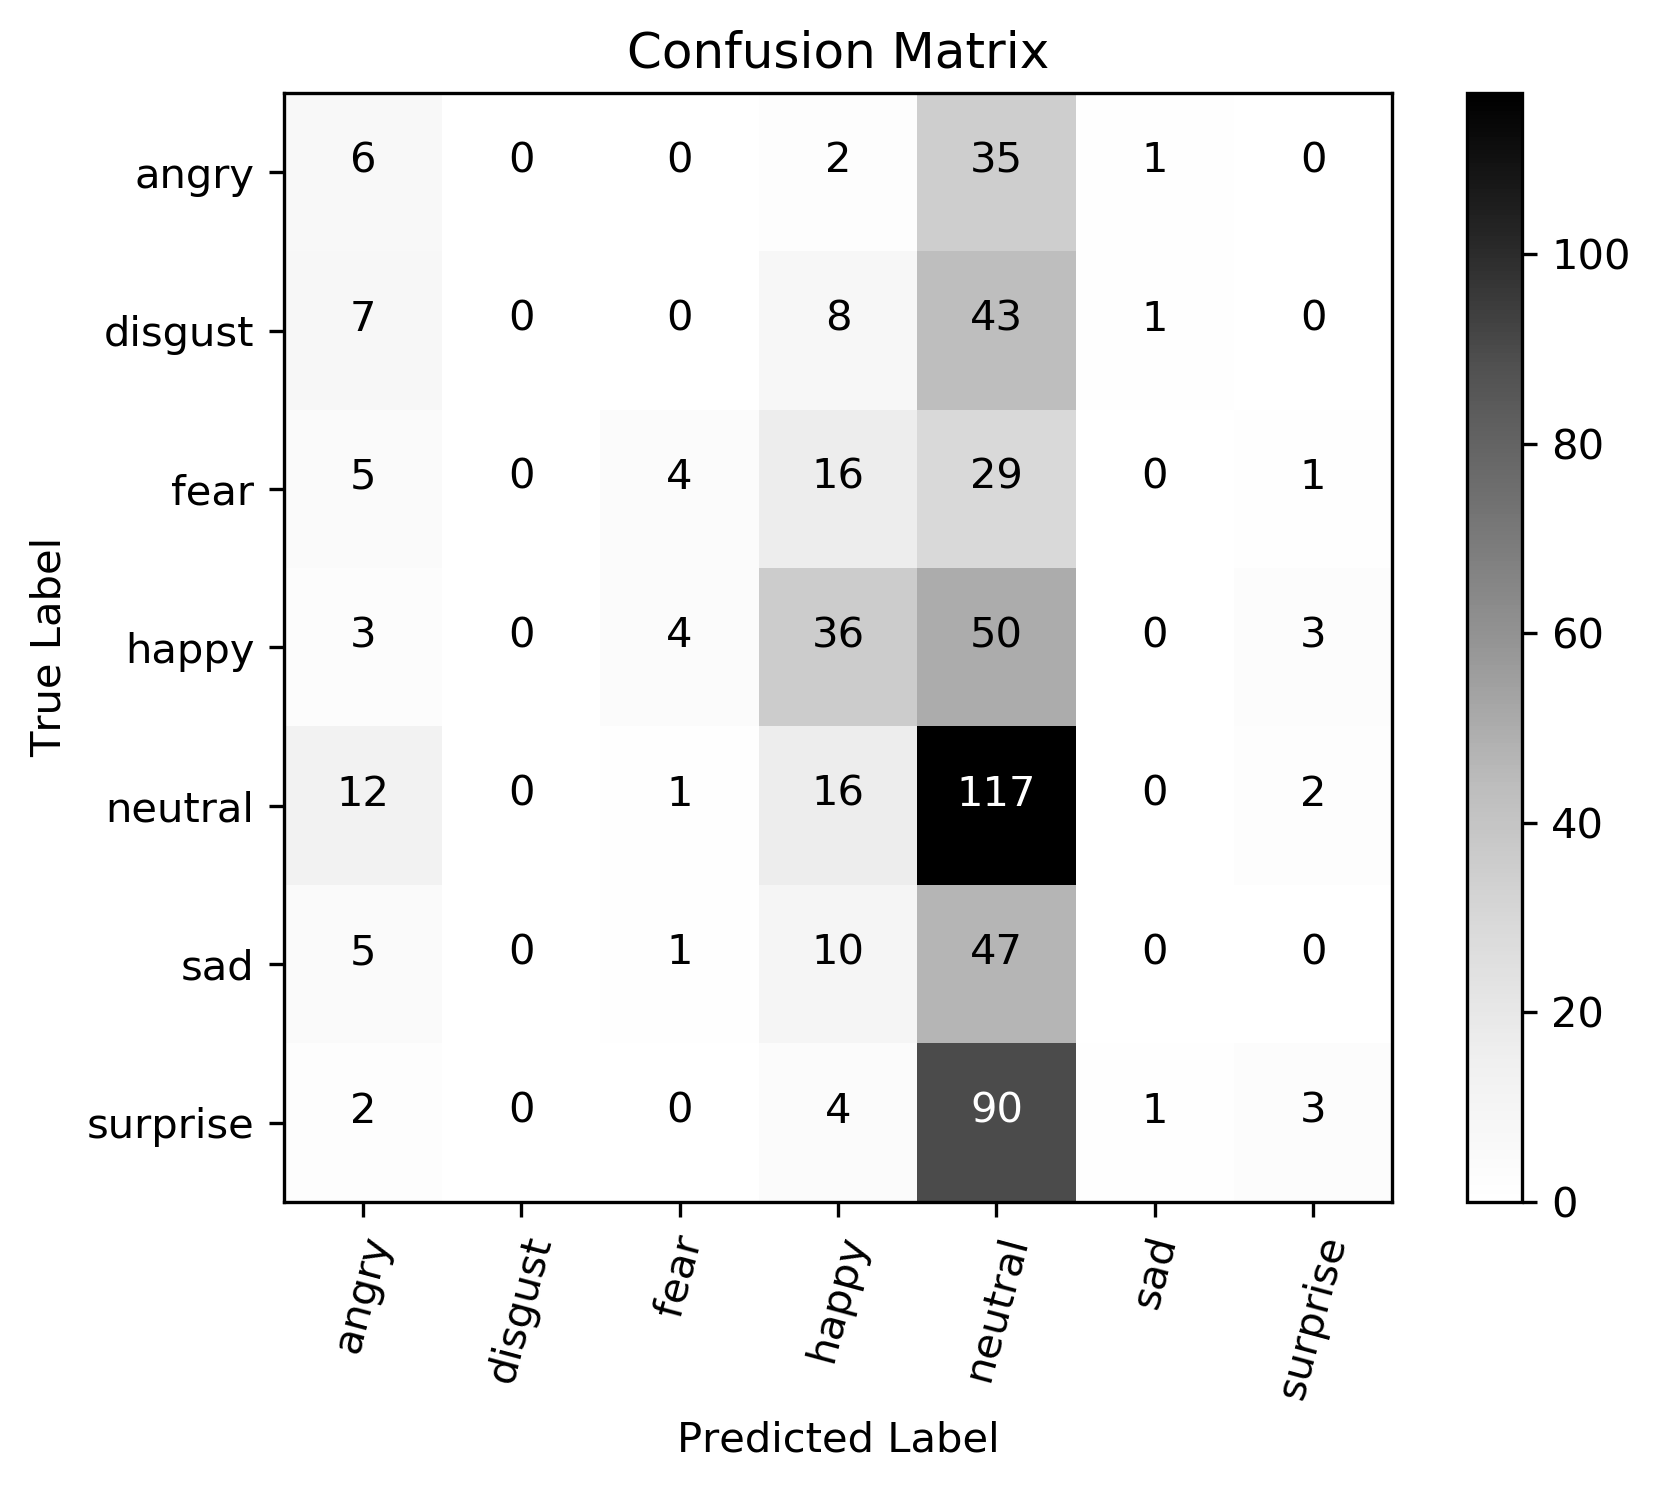 Confusion Matrix
True Label
angry 6 0 0 2 35 1 0
disgust 7 0 0 8 43 1 0
fear 5 0 4 16 29 0 1
happy 3 0 4 36 50 0 3
neutral 12 0 1 16 117 0 2
sad 5 0 1 10 47 0 0
surprise 2 0 0 4 90 1 3
angry disgust fear happy neutral sad surprise
Predicted Label
100
80
60
40
20
0